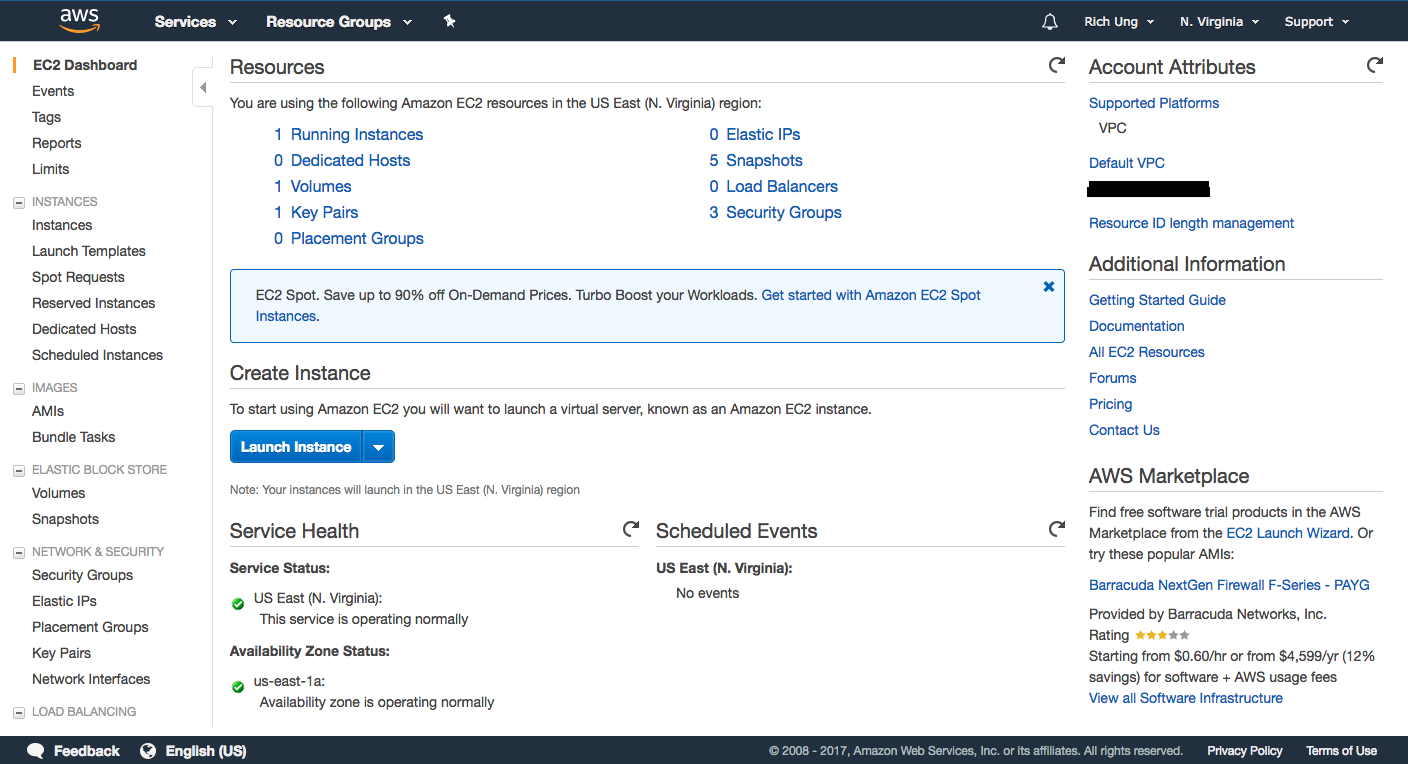 aws Services Resource Groups Rich Ung N. Virginia Support
EC2 Dashboard
Events
Tags
Reports
Limits
INSTANCES
Instances
Launch Templates
Spot Requests
Reserved Instances
Dedicated Hosts
Scheduled Instances
IMAGES
AMIs
Bundle Tasks
ELASTIC BLOCK STORE
Volumes
Snapshots
NETWORK & SECURITY
Security Groups
Elastic IPs
Placement Groups
Key Pairs
Network Interfaces
LOAD BALANCING
Resources
You are using the following Amazon EC2 resources in the US East (N. Virginia) region:
1 Running Instances
0 Dedicated Hosts
1 Volumes
1 Key Pairs
0 Placement Groups
0 Elastic IPs
5 Snapshots
0 Load Balancers
3 Security Groups
EC2 Spot. Save up to 90% off On-Demand Prices. Turbo Boost your Workloads. Get started with Amazon EC2 Spot
Instances.
Create Instance
To start using Amazon EC2 you will want to launch a virtual server, known as an Amazon EC2 instance.
Launch Instance
Note: Your instances will launch in the US East (N. Virginia) region
Service Health
Service Status:
US East (N. Virginia):
This service is operating normally
Availability Zone Status:
us-east-1a:
Availability zone is operating normally
Scheduled Events
US East (N. Virginia):
No events
Account Attributes
Supported Platforms
VPC
Default VPC
Resource ID length management
Additional Information
Getting Started Guide
Documentation
All EC2 Resources
Forums
Pricing
Contact Us
AWS Marketplace
Find free software trial products in the AWS
Marketplace from the EC2 Launch Wizard. Or
try these popular AMIs:
Barracuda NextGen Firewall F-Series - PAYG
Provided by Barracuda Networks, Inc.
Rating
Starting from $0.60/hr or from $4,599/yr (12%
savings) for software + AWS usage fees
View all Software Infrastructure
Feedback English (US) © 2008 - 2017, Amazon Web Services, Inc. or its affiliates. All rights reserved. Privacy Policy Terms of Use